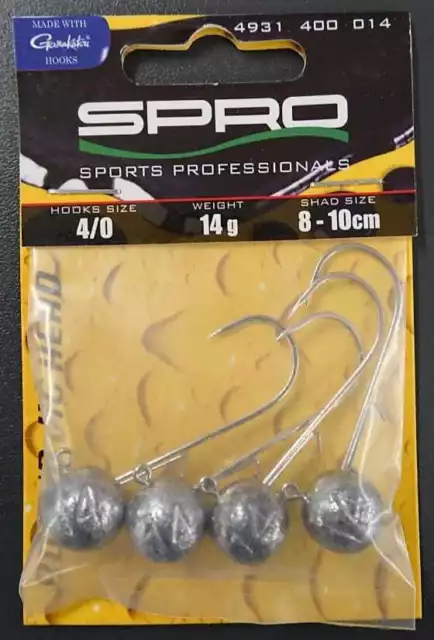 MADE WITH
Gamakatsu
HOOKS
4931 400 014
SPRO
SPORTS PROFESSIONALS
HOOKS SIZE
4/0
WEIGHT
14 g
SHAD SIZE
8 - 10cm
HEAD